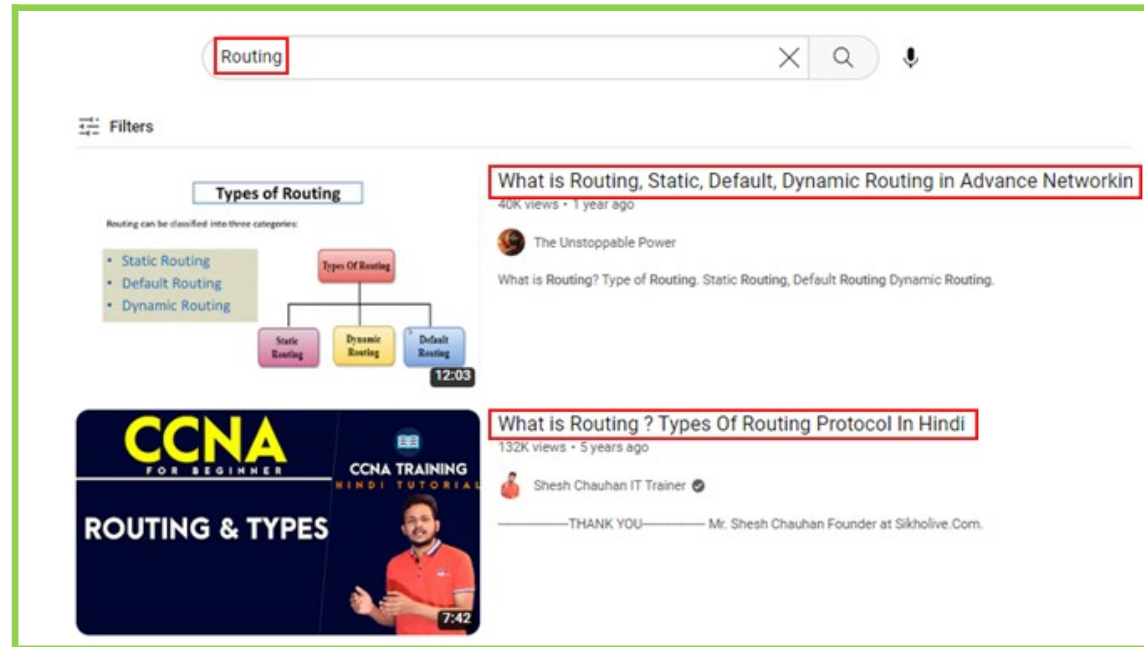 Routing
Filters
Types of Routing
Routing can be classified into three categories:
• Static Routing
• Default Routing
• Dynamic Routing
Types Of Routing
Static Routing
Dynamic Routing
Default Routing
12:03
What is Routing, Static, Default, Dynamic Routing in Advance Networkin
40K views • 1 year ago
The Unstoppable Power
What is Routing? Type of Routing. Static Routing, Default Routing Dynamic Routing.
CCNA
FOR BEGINNER
CCNA TRAINING
HINDI TUTORIAL
ROUTING & TYPES
7:42
What is Routing ? Types Of Routing Protocol In Hindi
132K views • 5 years ago
Shesh Chauhan IT Trainer
---------------THANK YOU-------------- Mr. Shesh Chauhan Founder at Sikholive.Com.